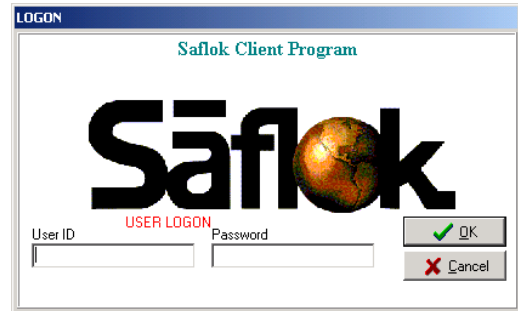 LOGON
Saflok Client Program
Sāflok
USER LOGON
User ID
Password
OK
Cancel